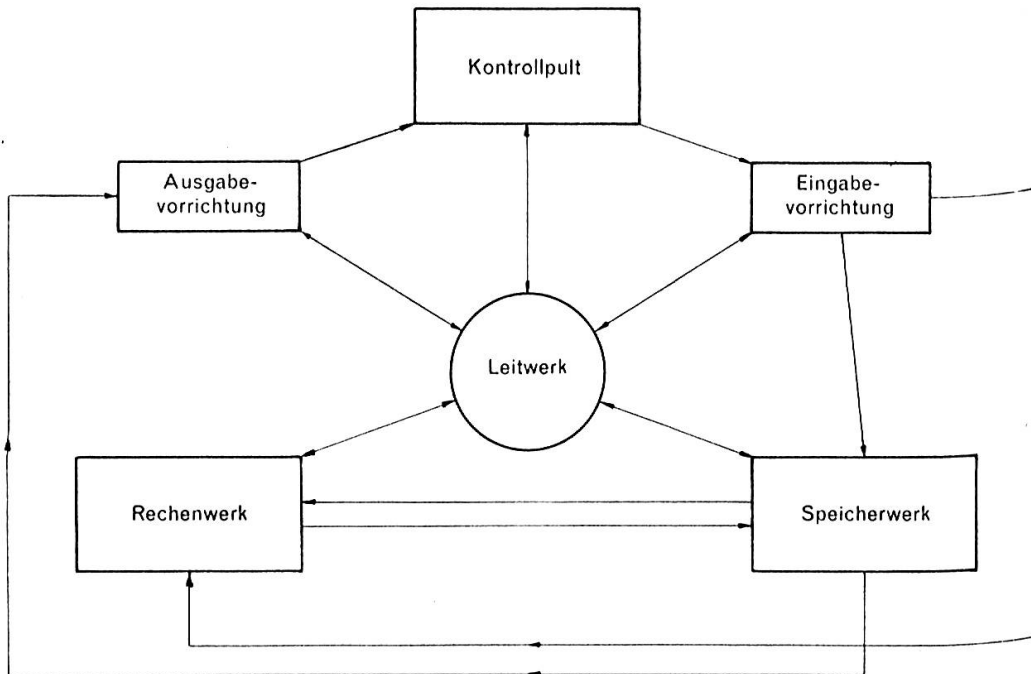 Kontrollpult
Ausgabe-
vorrichtung
Eingabe-
vorrichtung
Leitwerk
Rechenwerk
Speicherwerk